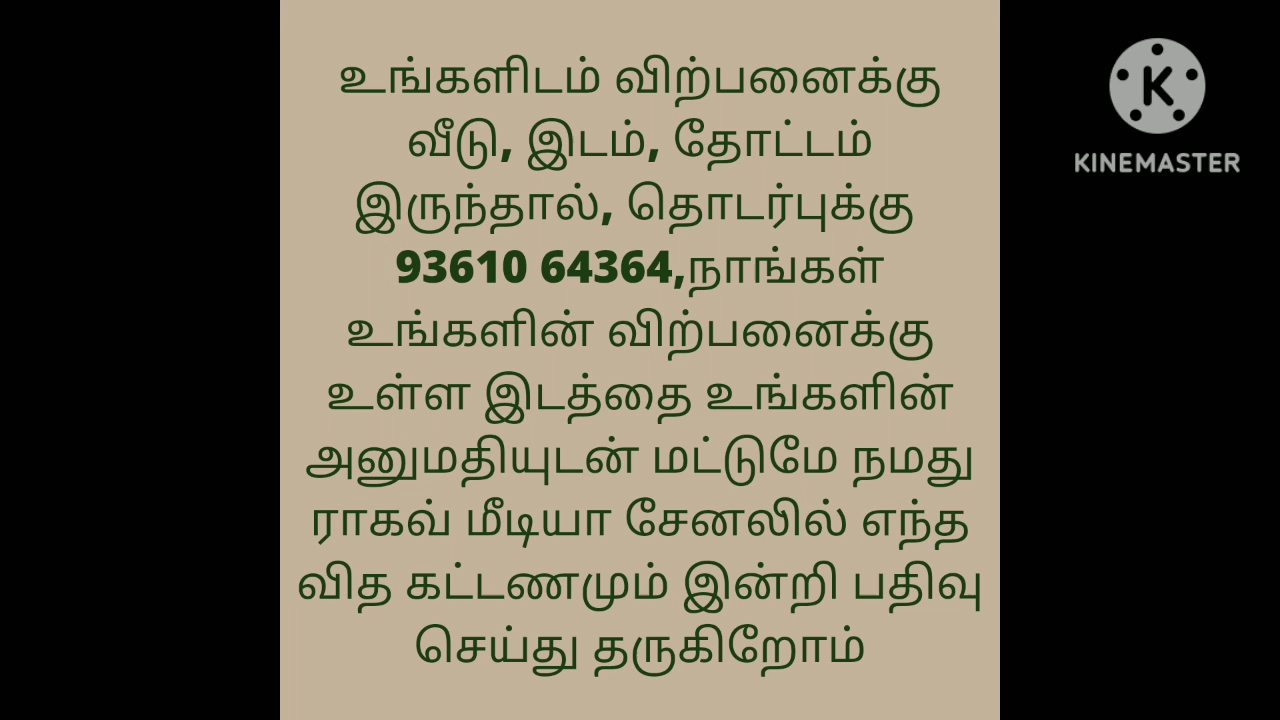 உங்களிடம் விற்பனைக்கு
வீடு, இடம், தோட்டம்
இருந்தால், தொடர்புக்கு
93610 64364,நாங்கள்
உங்களின் விற்பனைக்கு
உள்ள இடத்தை உங்களின்
அனுமதியுடன் மட்டுமே நமது
ராகவ் மீடியா சேனலில் எந்த
வித கட்டணமும் இன்றி பதிவு
செய்து தருகிறோம்
K
KINEMASTER